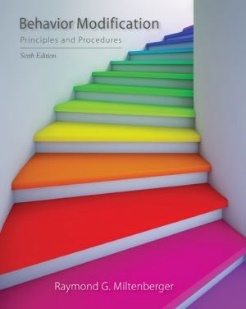 Behavior Modification
Principles and Procedures
Sixth Edition
Raymond G. Miltenberger